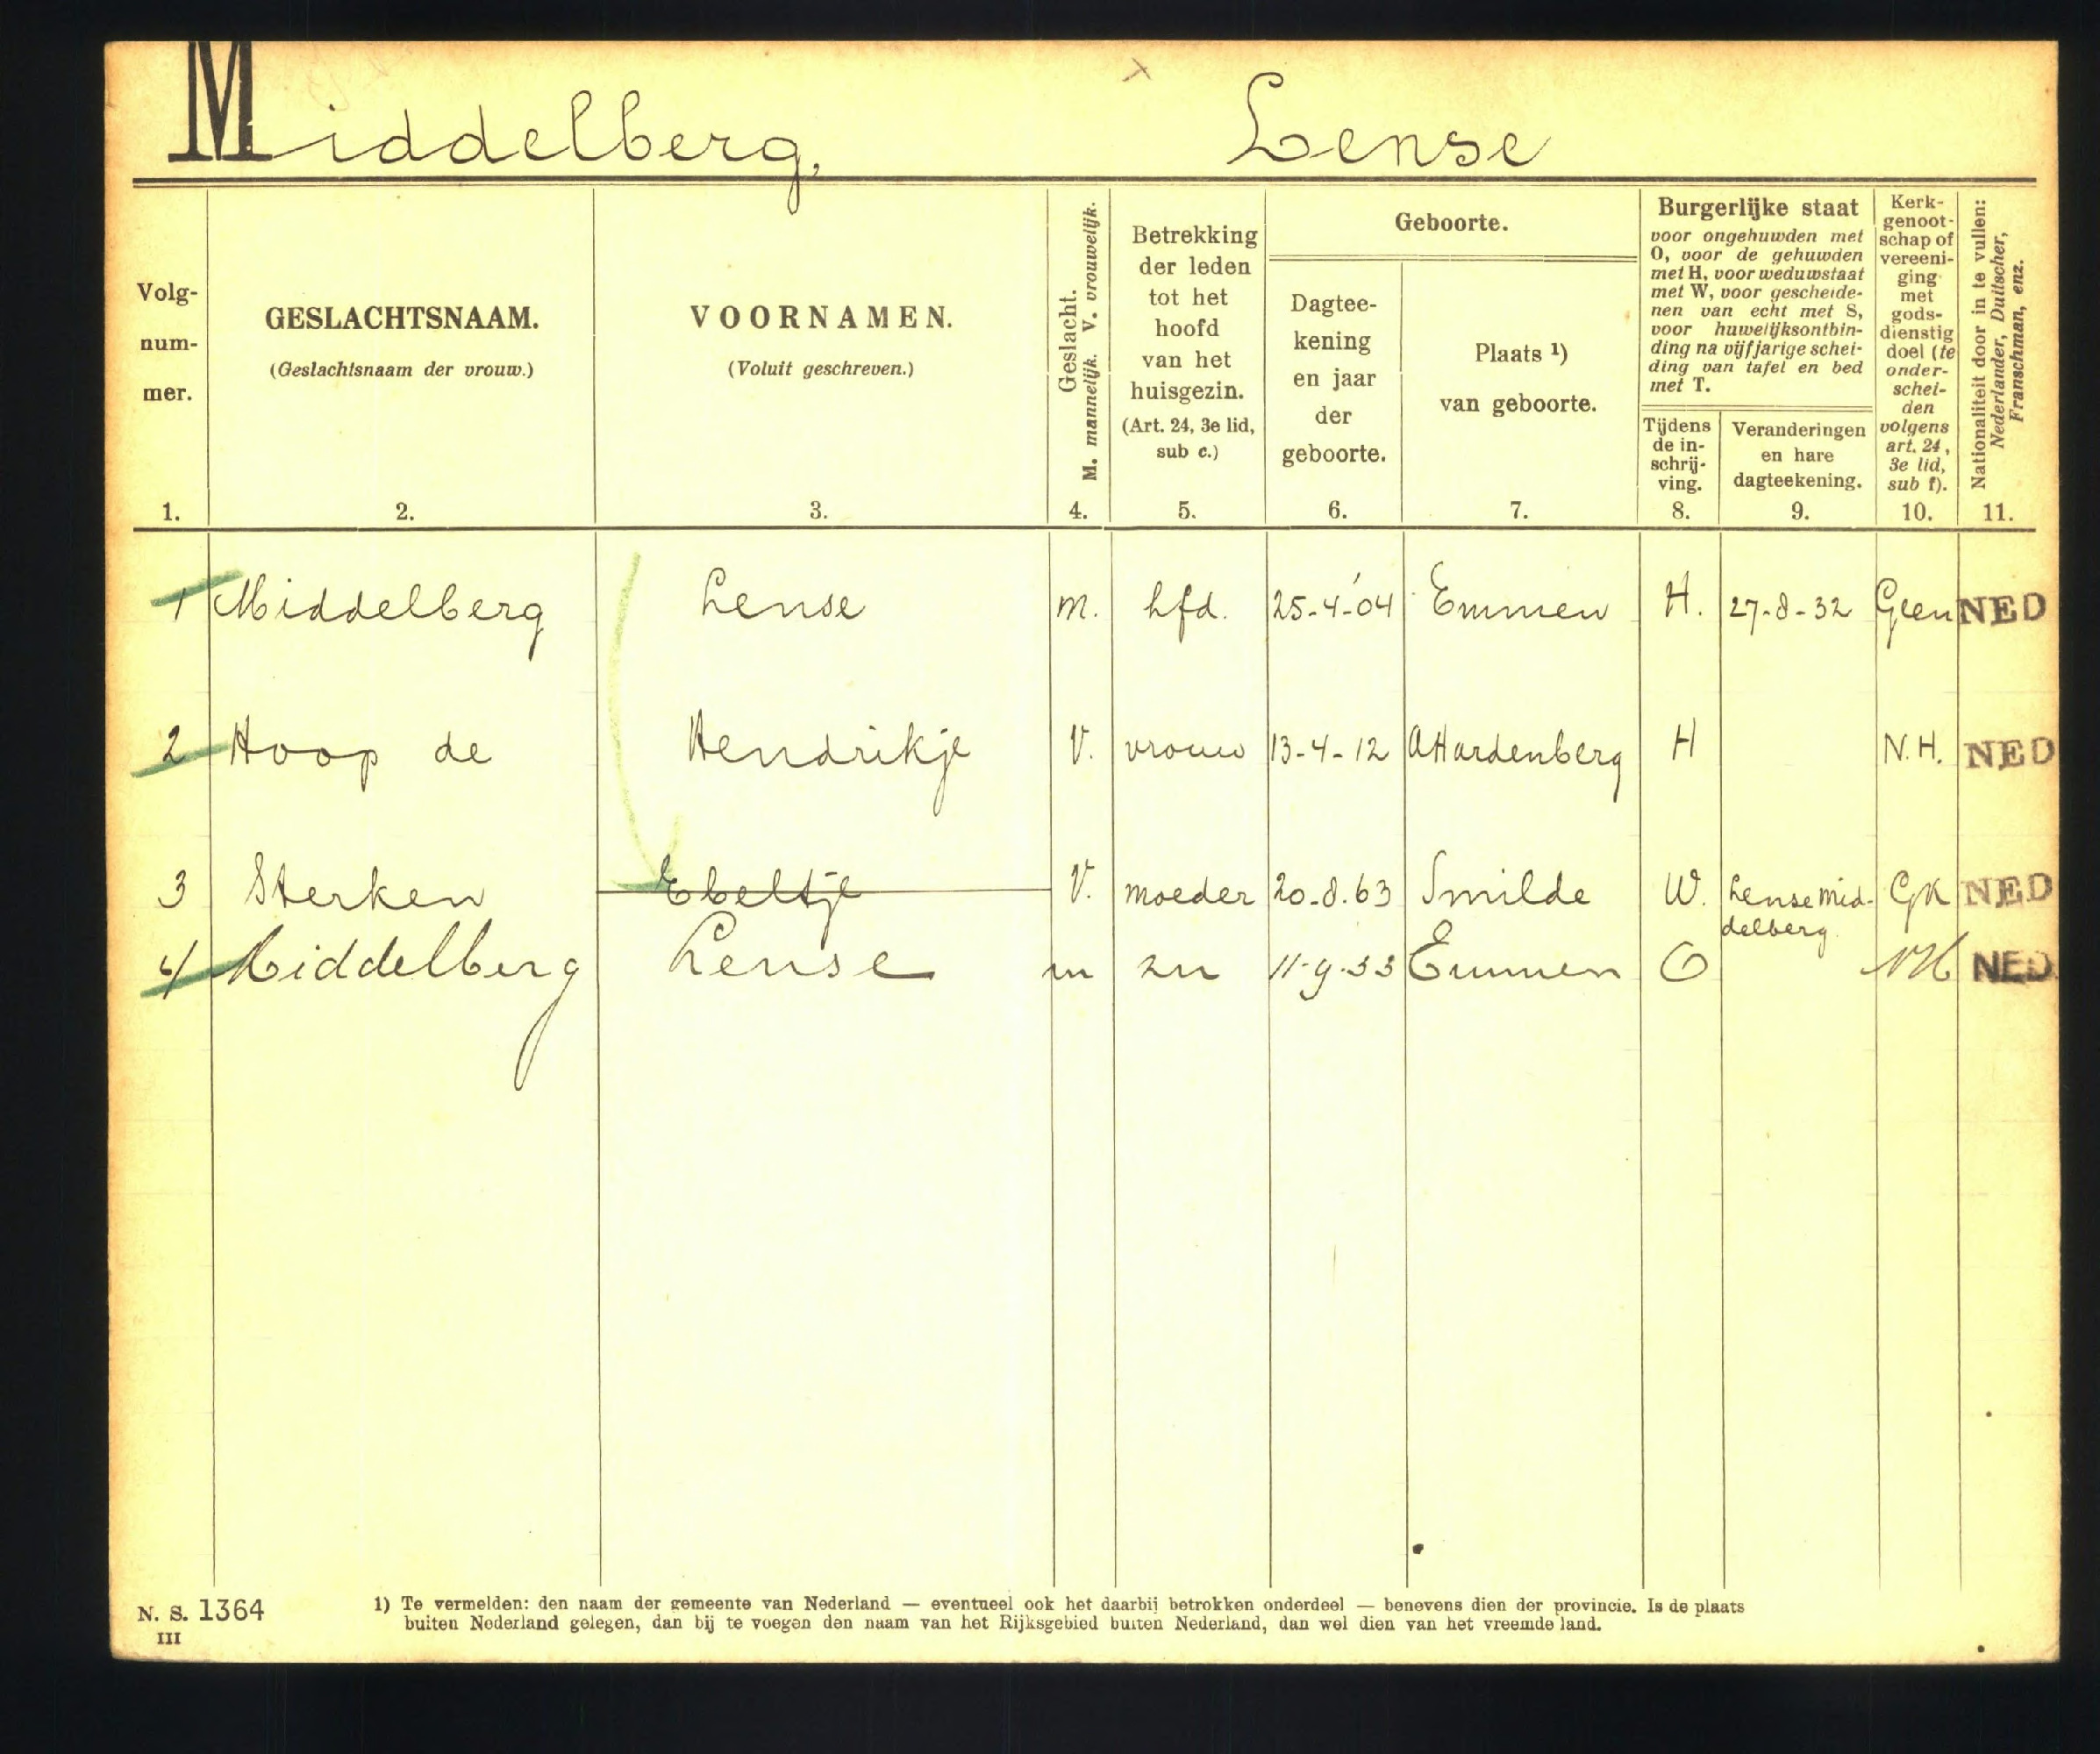 Middelberg, Lense
Volg-
num-
mer.
1.
GESLACHTSNAAM.
(Geslachtsnaam der vrouw.)
2.
VOORNAMEN.
(Voluit geschreven.)
3.
Geslacht.
M. mannelijk. V. vrouwelijk.
4.
Betrekking
der leden
tot het
hoofd
van het
huisgezin.
(Art. 24, 3e lid,
sub c.)
5.
Geboorte.
Dagtee-
kening
en jaar
der
geboorte.
6.
Plaats ¹)
van geboorte.
7.
Burgerlijke staat
voor ongehuwden met
O, voor de gehuwden
met H, voor weduwstaat
met W, voor gescheide-
nen van echt met S,
voor huwelijksontbin-
ding na vijfjarige schei-
ding van tafel en bed
met T.
Tijdens
de in-
schrij-
ving.
8.
Veranderingen
en hare
dagteekening.
9.
Kerk-
genoot-
schap of
vereeni-
ging
met
gods-
dienstig
doel (te
onder-
schei-
den
volgens
art. 24,
3e lid,
sub f).
10.
Nationaliteit door in te vullen:
Nederlander, Duitscher,
Franschman, enz.
11.
1 Middelberg Lense m. hfd. 25-4-'04 Emmen H. 27-8-32 Geen NED
2 Hoop de Hendrikje V. vrouw 13-4-12 AHardenberg H N.H. NED
3 Sterken Ebeltje V. moeder 20.8.63 Smilde W. Lense Mid- GK NED
delberg
4 Middelberg Lense m zn 11-9-33 Emmen O NH NED
N. S. 1364
III
1) Te vermelden: den naam der gemeente van Nederland — eventueel ook het daarbij betrokken onderdeel — benevens dien der provincie. Is de plaats
buiten Nederland gelegen, dan bij te voegen den naam van het Rijksgebied buiten Nederland, dan wel dien van het vreemde land.